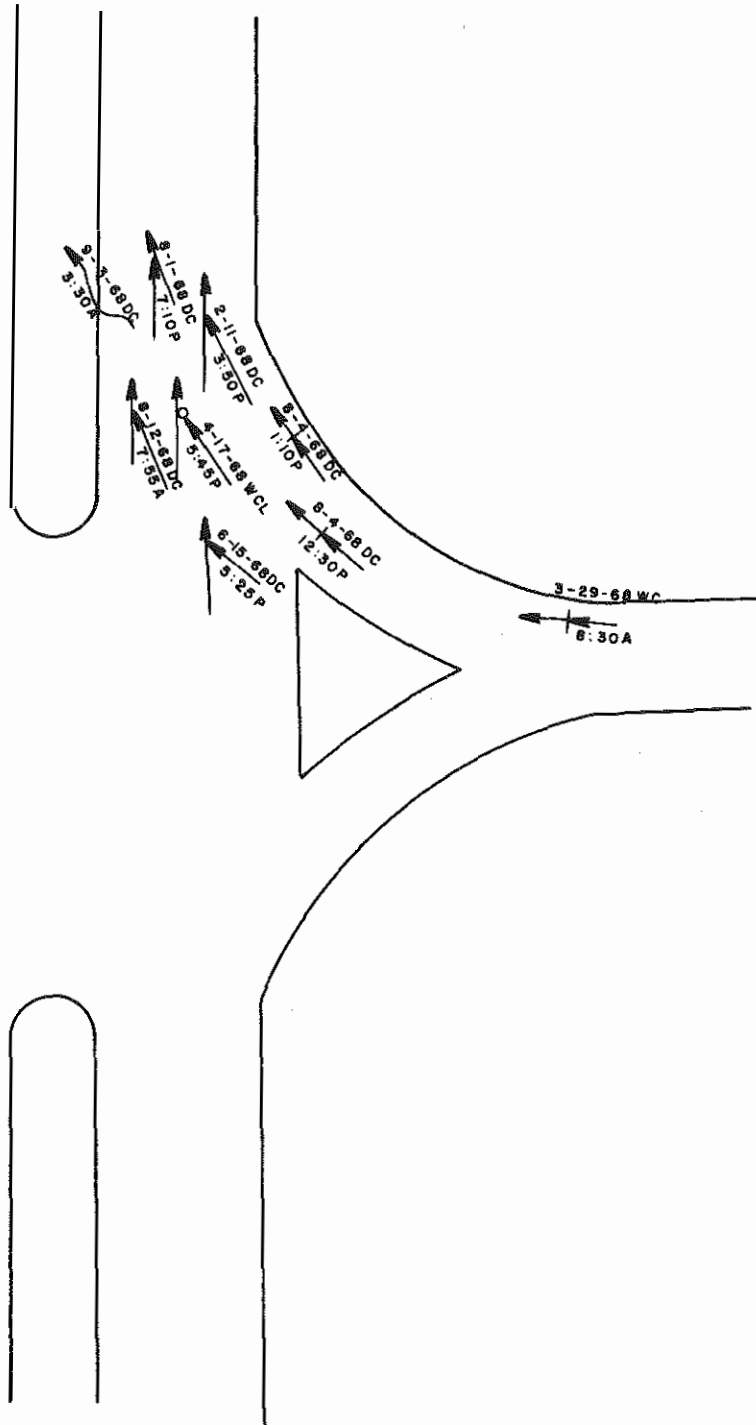 9-3-68 DC
3:30A
8-1-68 DC
7:10P
2-11-68 DC
3:50P
8-12-68 DC
7:55A
4-17-68 WCL
5:45P
8-4-68 DC
1:10P
8-4-68 DC
12:30P
6-15-68 DC
5:25P
3-29-68 WC
6:30A